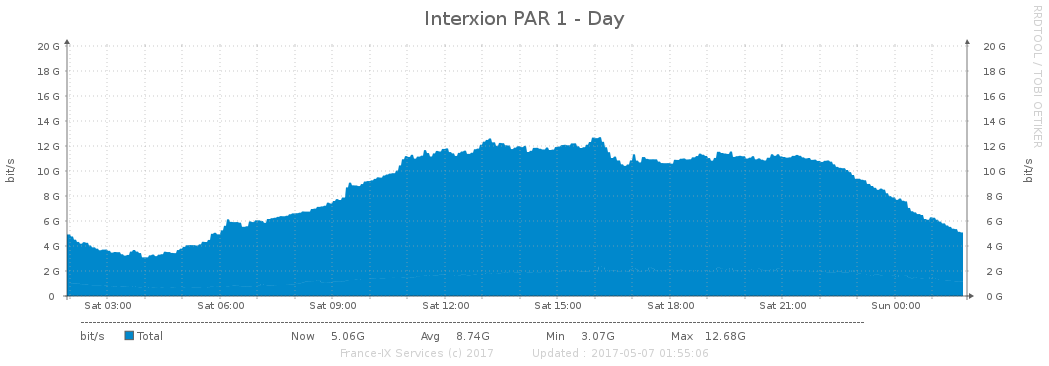 Interxion PAR 1 - Day
RRDTOOL / TOBI OETIKER
bit/s
20 G 20 G
18 G 18 G
16 G 16 G
14 G 14 G
12 G 12 G
10 G 10 G
8 G 8 G
6 G 6 G
4 G 4 G
2 G 2 G
0 0 G
bit/s
Sat 03:00 Sat 06:00 Sat 09:00 Sat 12:00 Sat 15:00 Sat 18:00 Sat 21:00 Sun 00:00
bit/s Total Now 5.06G Avg 8.74G Min 3.07G Max 12.68G
France-IX Services (c) 2017 Updated : 2017-05-07 01:55:06